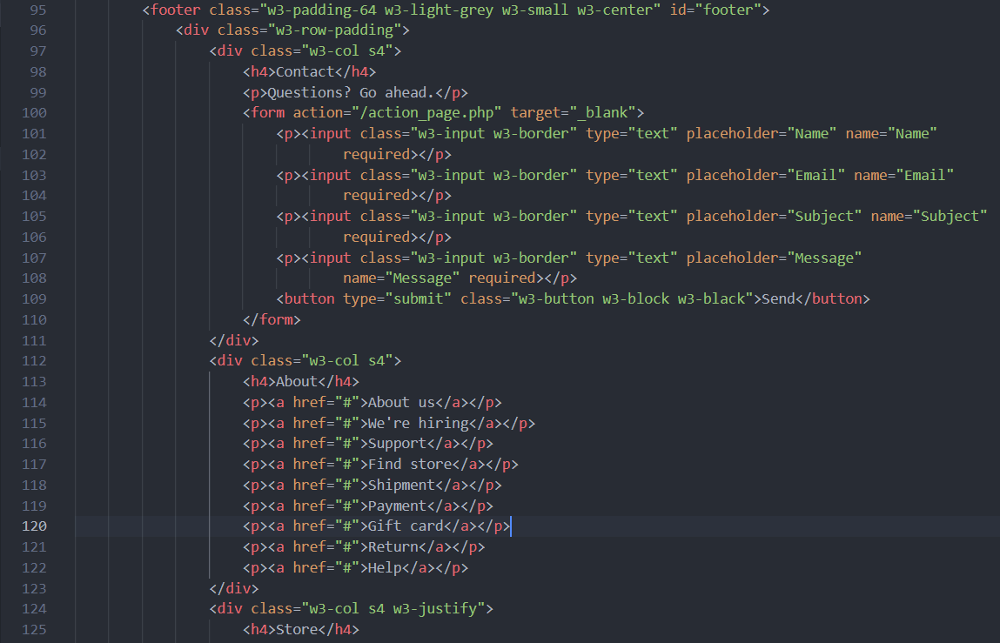 95 <footer class="w3-padding-64 w3-light-grey w3-small w3-center" id="footer">
96 <div class="w3-row-padding">
97 <div class="w3-col s4">
98 <h4>Contact</h4>
99 <p>Questions? Go ahead.</p>
100 <form action="/action_page.php" target="_blank">
101 <p><input class="w3-input w3-border" type="text" placeholder="Name" name="Name"
102 required></p>
103 <p><input class="w3-input w3-border" type="text" placeholder="Email" name="Email"
104 required></p>
105 <p><input class="w3-input w3-border" type="text" placeholder="Subject" name="Subject"
106 required></p>
107 <p><input class="w3-input w3-border" type="text" placeholder="Message"
108 name="Message" required></p>
109 <button type="submit" class="w3-button w3-block w3-black">Send</button>
110 </form>
111 </div>
112 <div class="w3-col s4">
113 <h4>About</h4>
114 <p><a href="#">About us</a></p>
115 <p><a href="#">We're hiring</a></p>
116 <p><a href="#">Support</a></p>
117 <p><a href="#">Find store</a></p>
118 <p><a href="#">Shipment</a></p>
119 <p><a href="#">Payment</a></p>
120 <p><a href="#">Gift card</a></p>
121 <p><a href="#">Return</a></p>
122 <p><a href="#">Help</a></p>
123 </div>
124 <div class="w3-col s4 w3-justify">
125 <h4>Store</h4>